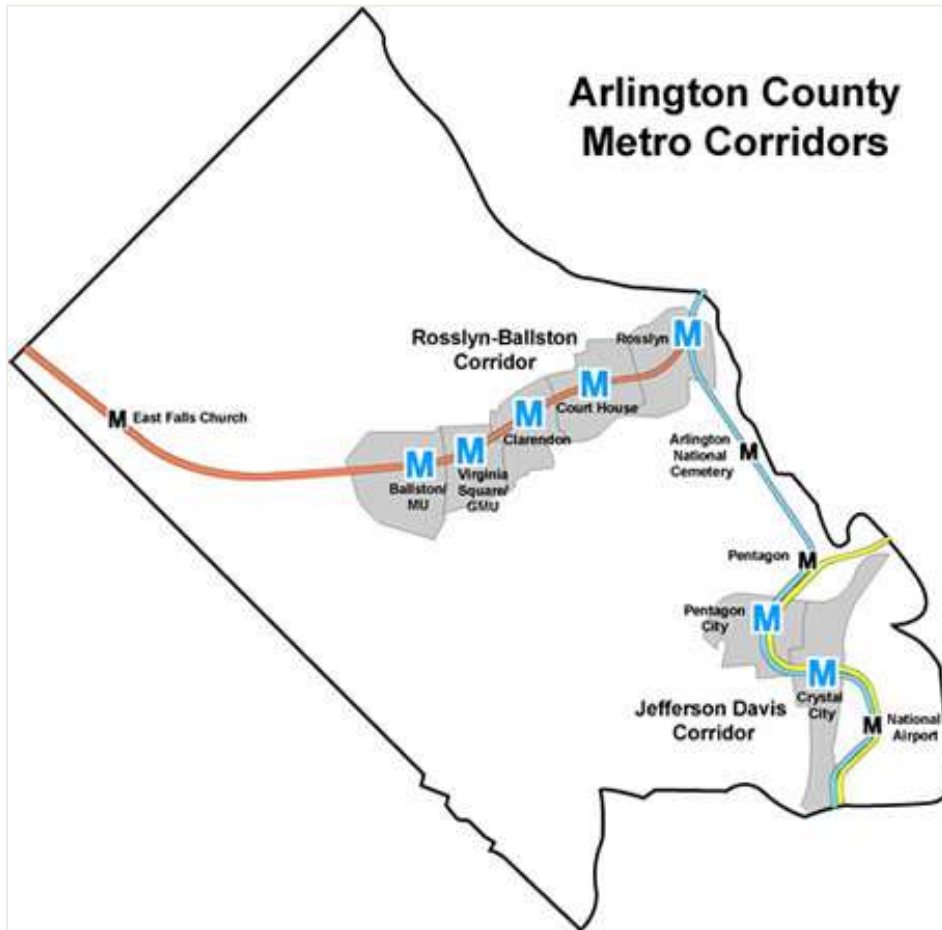 Arlington County
Metro Corridors
Rosslyn-Ballston
Corridor
Rosslyn
M
M
Court House
M
Clarendon
M
East Falls Church
M
Virginia
Square/
GMU
M
Ballston/
MU
Arlington
National
Cemetery
M
Pentagon
M
Pentagon
City
M
M
Crystal
City
Jefferson Davis
Corridor
M
National
Airport